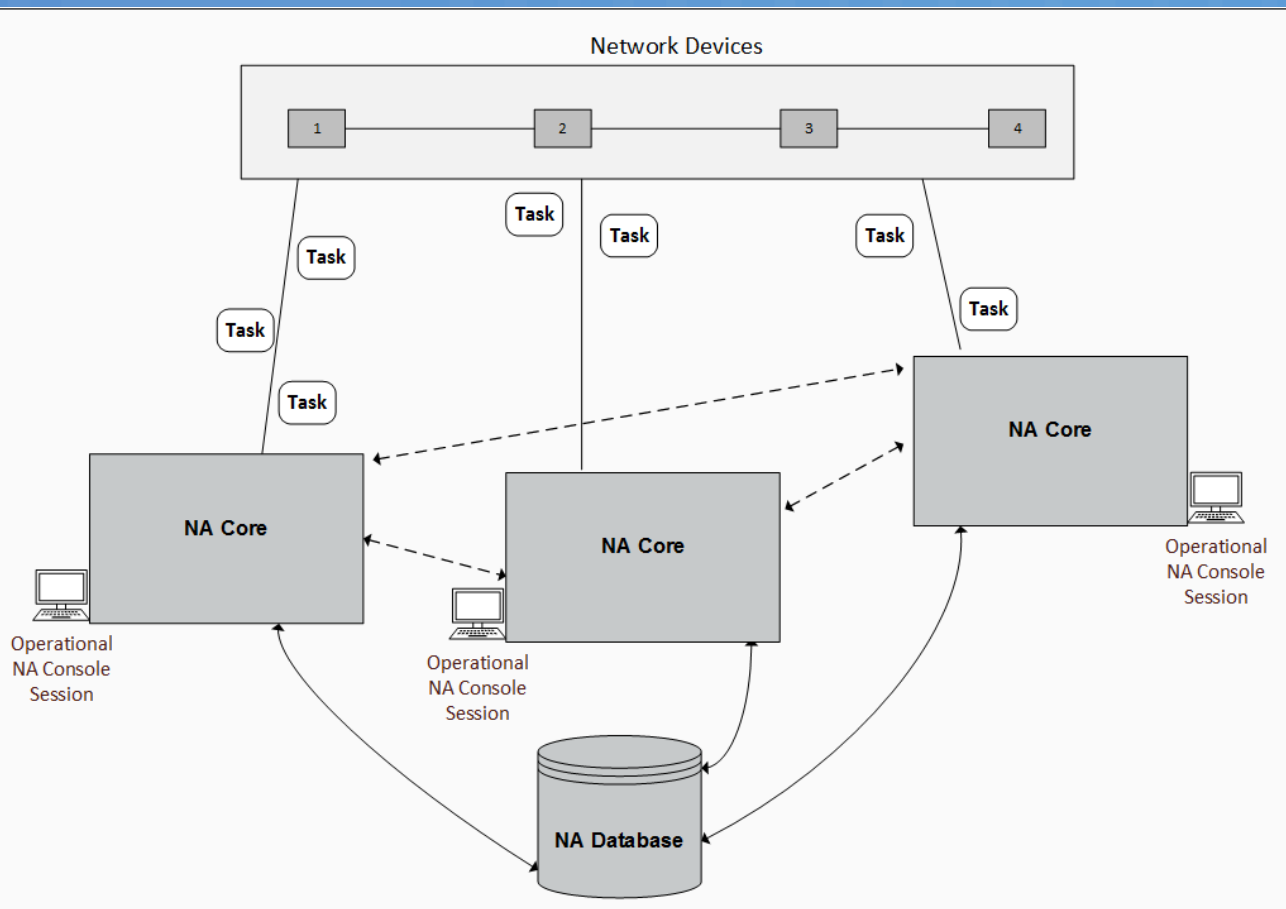 Network Devices
1
2
3
4
Task
Task
Task
Task
Task
Task
Task
NA Core
NA Core
NA Core
Operational
NA Console
Session
Operational
NA Console
Session
Operational
NA Console
Session
NA Database